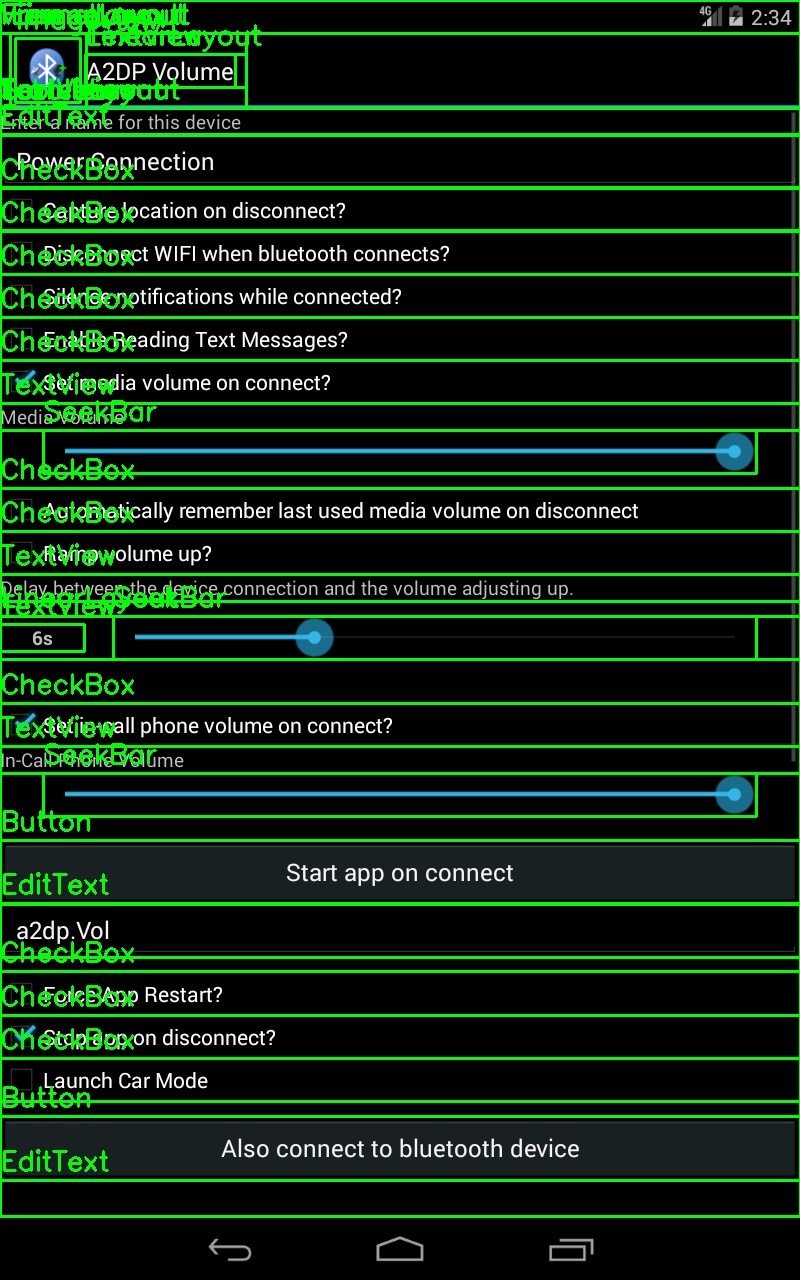 4G 2:34
TextView
A2DP Volume
EditText
Enter a name for this device
Power Connection
CheckBox
Capture location on disconnect?
CheckBox
Disconnect WIFI when bluetooth connects?
CheckBox
Silence notifications while connected?
CheckBox
Enable Reading Text Messages?
CheckBox
Set media volume on connect?
TextView
Media Volume
SeekBar
CheckBox
Automatically remember last used media volume on disconnect
CheckBox
Ramp volume up?
TextView
Delay between the device connection and the volume adjusting up.
SeekBar
TextView
6s
CheckBox
Set in-call phone volume on connect?
TextView
In-Call Phone Volume
SeekBar
Button
Start app on connect
EditText
a2dp.Vol
CheckBox
Force App Restart?
CheckBox
Stop app on disconnect?
CheckBox
Launch Car Mode
Button
Also connect to bluetooth device
EditText